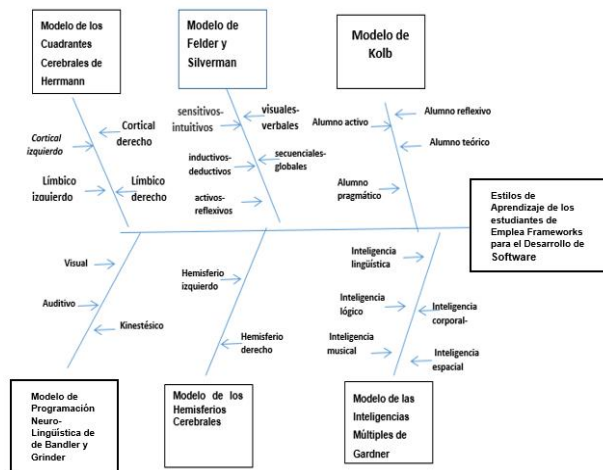 Modelo de los
Cuadrantes
Cerebrales de
Herrmann
Modelo de
Felder y
Silverman
Modelo de
Kolb
Cortical
derecho
Cortical
izquierdo
Límbico
izquierdo
Límbico
derecho
sensitivos-
intuitivos
visuales-
verbales
inductivos-
deductivos
secuenciales-
globales
activos-
reflexivos
Alumno reflexivo
Alumno activo
Alumno teórico
Alumno
pragmático
Estilos de
Aprendizaje de los
estudiantes de
Emplea Frameworks
para el Desarrollo de
Software
Visual
Auditivo
Kinestésico
Hemisferio
izquierdo
Hemisferio
derecho
Inteligencia
lingüística
Inteligencia
lógico
Inteligencia
corporal-
Inteligencia
musical
Inteligencia
espacial
Modelo de
Programación
Neuro-
Lingüística de
de Bandler y
Grinder
Modelo de los
Hemisferios
Cerebrales
Modelo de las
Inteligencias
Múltiples de
Gardner